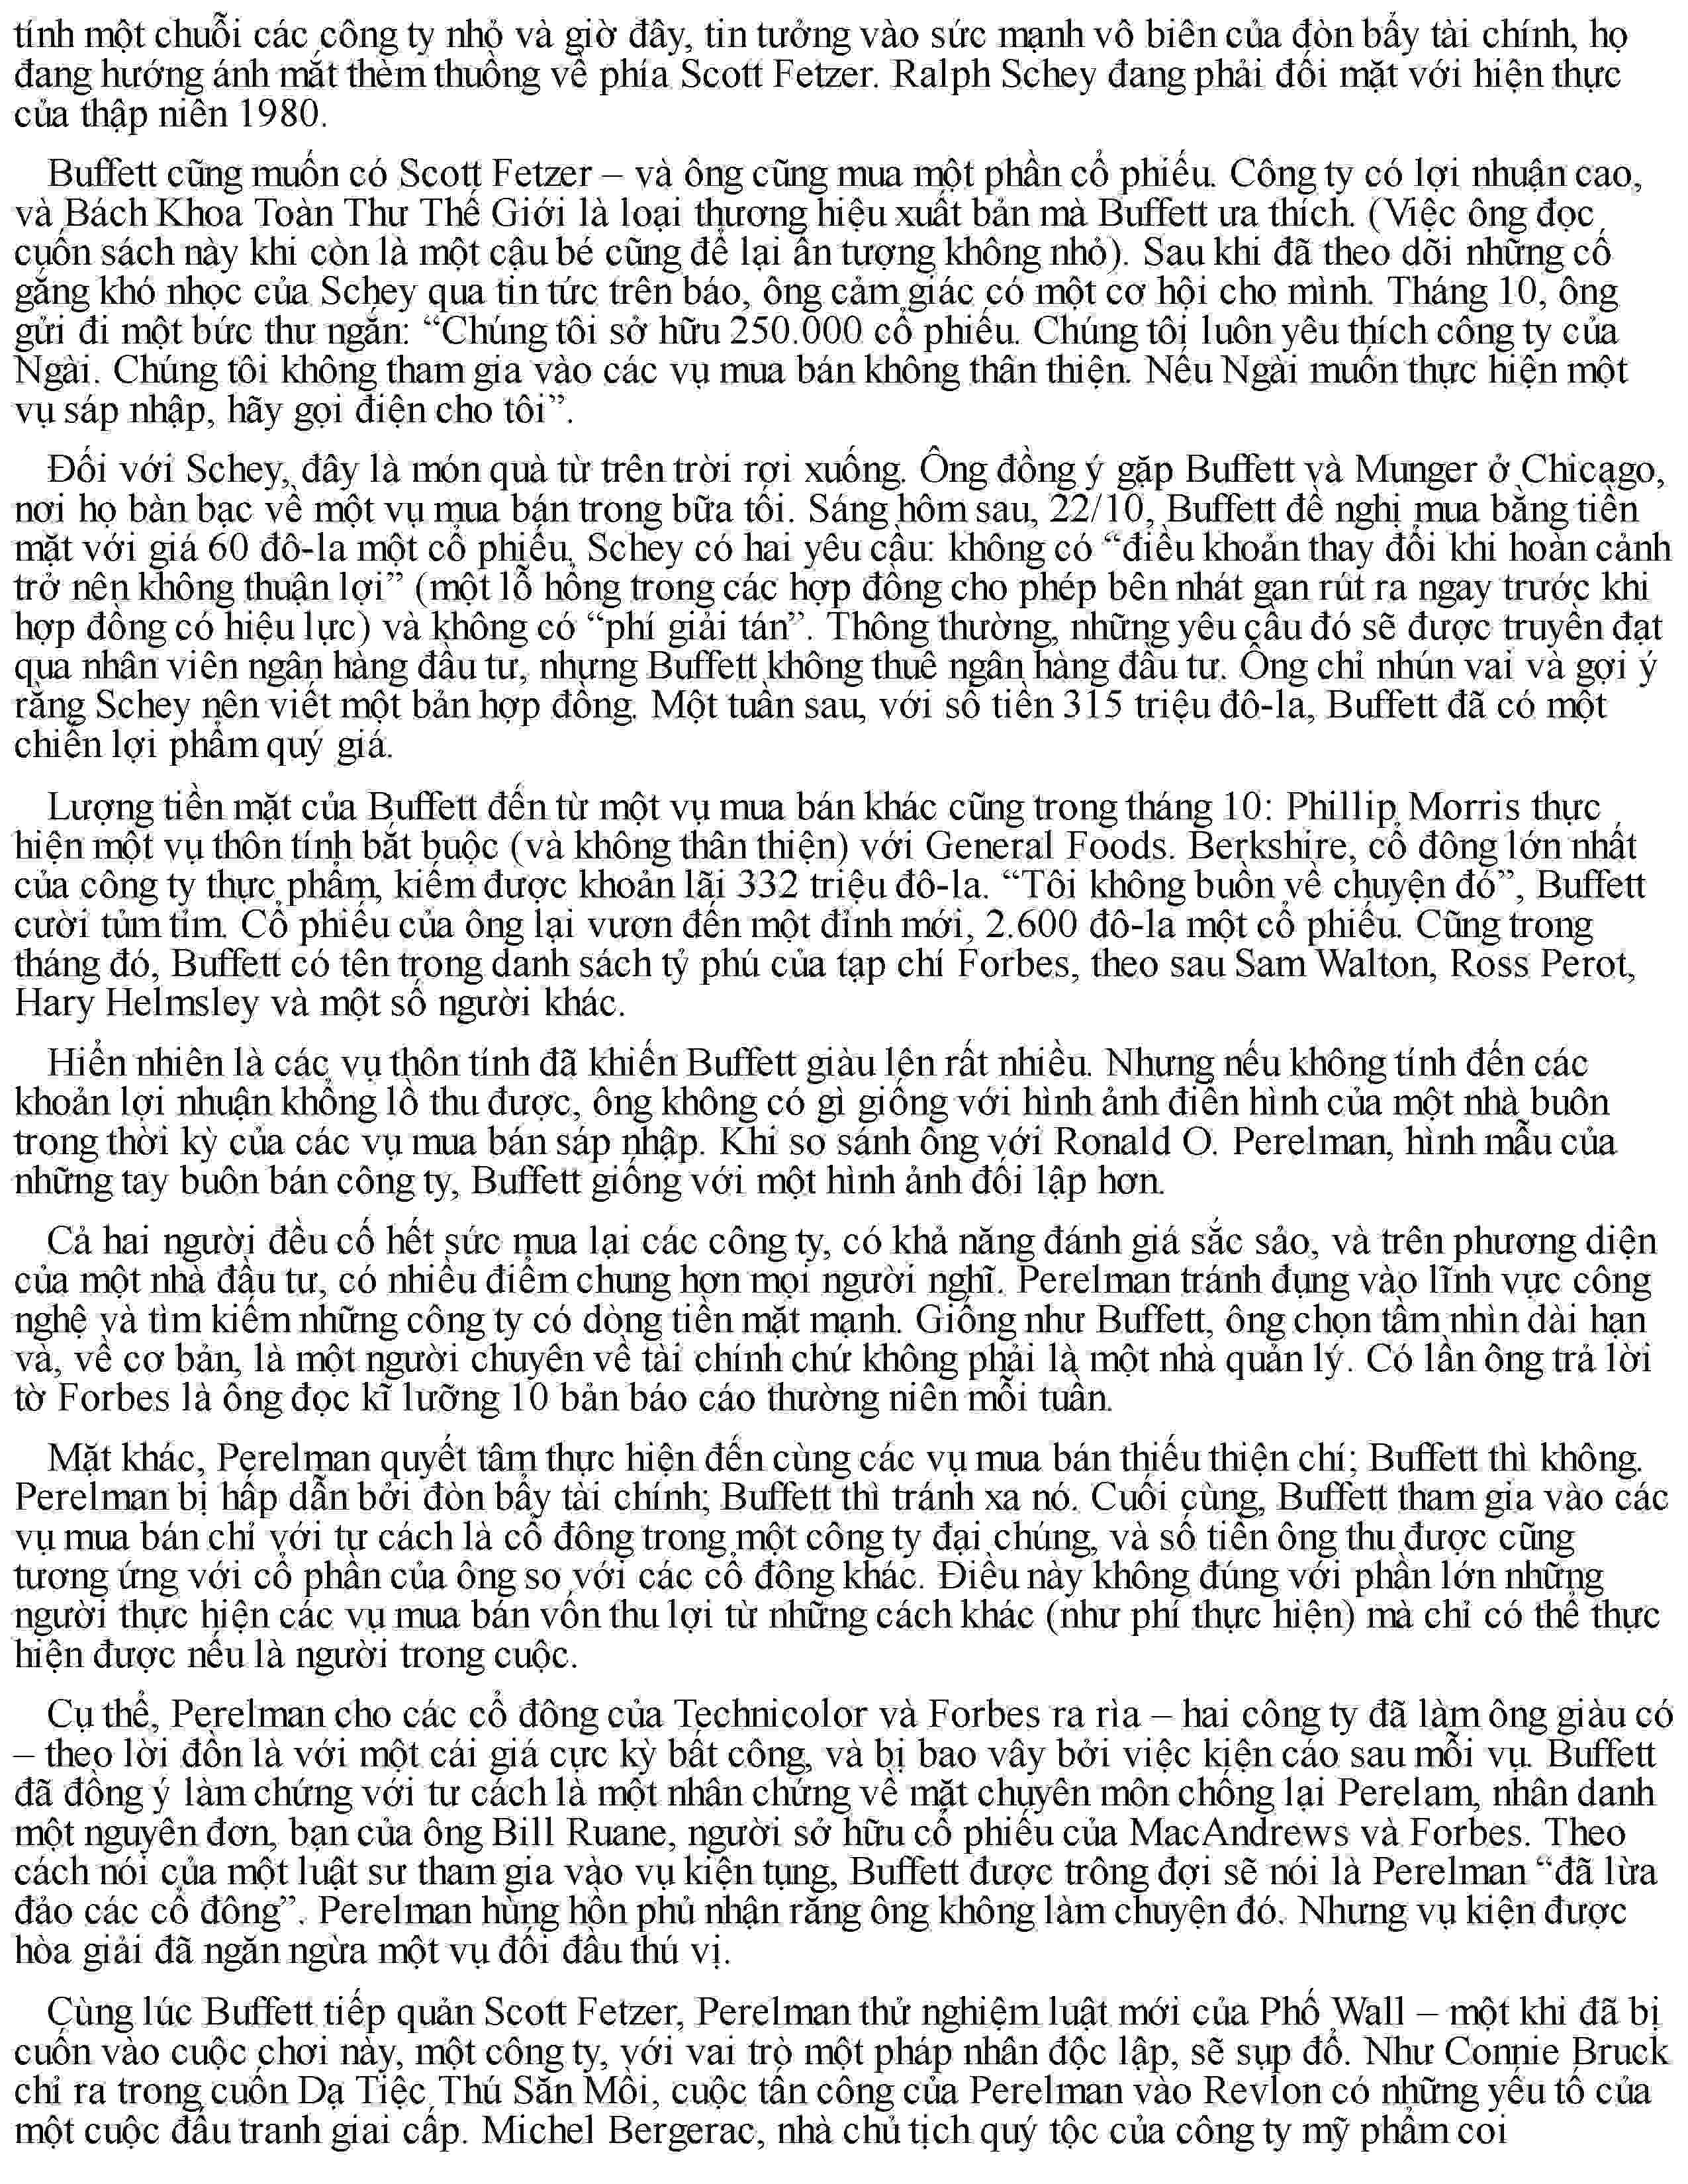 tính một chuỗi các công ty nhỏ và giờ đây, tin tưởng vào sức mạnh vô biên của đòn bẩy tài chính, họ
đang hướng ánh mắt thèm thuồng về phía Scott Fetzer. Ralph Schey đang phải đối mặt với hiện thực
của thập niên 1980.
Buffett cũng muốn có Scott Fetzer – và ông cũng mua một phần cổ phiếu. Công ty có lợi nhuận cao,
và Bách Khoa Toàn Thư Thế Giới là loại thương hiệu xuất bản mà Buffett ưa thích. (Việc ông đọc
cuốn sách này khi còn là một cậu bé cũng để lại ấn tượng không nhỏ). Sau khi đã theo dõi những cố
gắng khó nhọc của Schey qua tin tức trên báo, ông cảm giác có một cơ hội cho mình. Tháng 10, ông
gửi đi một bức thư ngắn: “Chúng tôi sở hữu 250.000 cổ phiếu. Chúng tôi luôn yêu thích công ty của
Ngài. Chúng tôi không tham gia vào các vụ mua bán không thân thiện. Nếu Ngài muốn thực hiện một
vụ sáp nhập, hãy gọi điện cho tôi”.
Đối với Schey, đây là món quà từ trên trời rơi xuống. Ông đồng ý gặp Buffett và Munger ở Chicago,
nơi họ bàn bạc về một vụ mua bán trong bữa tối. Sáng hôm sau, 22/10, Buffett đề nghị mua bằng tiền
mặt với giá 60 đô-la một cổ phiếu, Schey có hai yêu cầu: không có “điều khoản thay đổi khi hoàn cảnh
trở nên không thuận lợi” (một lỗ hổng trong các hợp đồng cho phép bên nhát gan rút ra ngay trước khi
hợp đồng có hiệu lực) và không có “phí giải tán”. Thông thường, những yêu cầu đó sẽ được truyền đạt
qua nhân viên ngân hàng đầu tư, nhưng Buffett không thuê ngân hàng đầu tư. Ông chỉ nhún vai và gợi ý
rằng Schey nên viết một bản hợp đồng. Một tuần sau, với số tiền 315 triệu đô-la, Buffett đã có một
chiến lợi phẩm quý giá.
Lượng tiền mặt của Buffett đến từ một vụ mua bán khác cũng trong tháng 10: Phillip Morris thực
hiện một vụ thôn tính bắt buộc (và không thân thiện) với General Foods. Berkshire, cổ đông lớn nhất
của công ty thực phẩm, kiếm được khoản lãi 332 triệu đô-la. “Tôi không buồn về chuyện đó”, Buffett
cười tủm tỉm. Cổ phiếu của ông lại vươn đến một đỉnh mới, 2.600 đô-la một cổ phiếu. Cũng trong
tháng đó, Buffett có tên trong danh sách tỷ phú của tạp chí Forbes, theo sau Sam Walton, Ross Perot,
Hary Helmsley và một số người khác.
Hiển nhiên là các vụ thôn tính đã khiến Buffett giàu lên rất nhiều. Nhưng nếu không tính đến các
khoản lợi nhuận khổng lồ thu được, ông không có gì giống với hình ảnh điển hình của một nhà buôn
trong thời kỳ của các vụ mua bán sáp nhập. Khi so sánh ông với Ronald O. Perelman, hình mẫu của
những tay buôn bán công ty, Buffett giống với một hình ảnh đối lập hơn.
Cả hai người đều cố hết sức mua lại các công ty, có khả năng đánh giá sắc sảo, và trên phương diện
của một nhà đầu tư, có nhiều điểm chung hơn mọi người nghĩ. Perelman tránh đụng vào lĩnh vực công
nghệ và tìm kiếm những công ty có dòng tiền mặt mạnh. Giống như Buffett, ông chọn tầm nhìn dài hạn
và, về cơ bản, là một người chuyên về tài chính chứ không phải là một nhà quản lý. Có lần ông trả lời
tờ Forbes là ông đọc kĩ lưỡng 10 bản báo cáo thường niên mỗi tuần.
Mặt khác, Perelman quyết tâm thực hiện đến cùng các vụ mua bán thiếu thiện chí; Buffett thì không.
Perelman bị hấp dẫn bởi đòn bẩy tài chính; Buffett thì tránh xa nó. Cuối cùng, Buffett tham gia vào các
vụ mua bán chỉ với tư cách là cổ đông trong một công ty đại chúng, và số tiền ông thu được cũng
tương ứng với cổ phần của ông so với các cổ đông khác. Điều này không đúng với phần lớn những
người thực hiện các vụ mua bán vốn thu lợi từ những cách khác (như phí thực hiện) mà chỉ có thể thực
hiện được nếu là người trong cuộc.
Cụ thể, Perelman cho các cổ đông của Technicolor và Forbes ra rìa – hai công ty đã làm ông giàu có
– theo lời đồn là với một cái giá cực kỳ bất công, và bị bao vây bởi việc kiện cáo sau mỗi vụ. Buffett
đã đồng ý làm chứng với tư cách là một nhân chứng về mặt chuyên môn chống lại Perelam, nhân danh
một nguyên đơn, bạn của ông Bill Ruane, người sở hữu cổ phiếu của MacAndrews và Forbes. Theo
cách nói của một luật sư tham gia vào vụ kiện tụng, Buffett được trông đợi sẽ nói là Perelman “đã lừa
đảo các cổ đông”. Perelman hùng hồn phủ nhận rằng ông không làm chuyện đó. Nhưng vụ kiện được
hòa giải đã ngăn ngừa một vụ đối đầu thú vị.
Cùng lúc Buffett tiếp quản Scott Fetzer, Perelman thử nghiệm luật mới của Phố Wall – một khi đã bị
cuốn vào cuộc chơi này, một công ty, với vai trò một pháp nhân độc lập, sẽ sụp đổ. Như Connie Bruck
chỉ ra trong cuốn Dạ Tiệc Thú Săn Mồi, cuộc tấn công của Perelman vào Revlon có những yếu tố của
một cuộc đấu tranh giai cấp. Michel Bergerac, nhà chủ tịch quý tộc của công ty mỹ phẩm coi